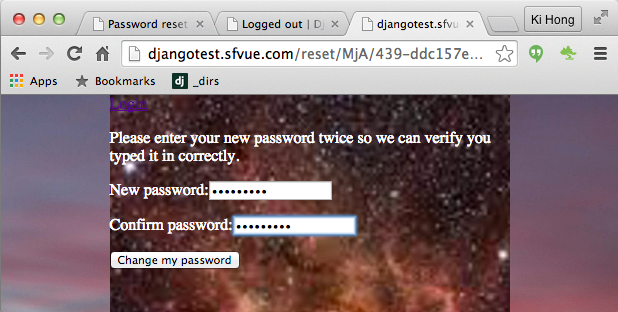 Password reset
Logged out | Dj
djangotest.sfvue
Ki Hong
djangotest.sfvue.com/reset/MjA/439-ddc157e...
Apps
Bookmarks
dj
_dirs
Please enter your new password twice so we can verify you
typed it in correctly.
New password:
Confirm password:
Change my password